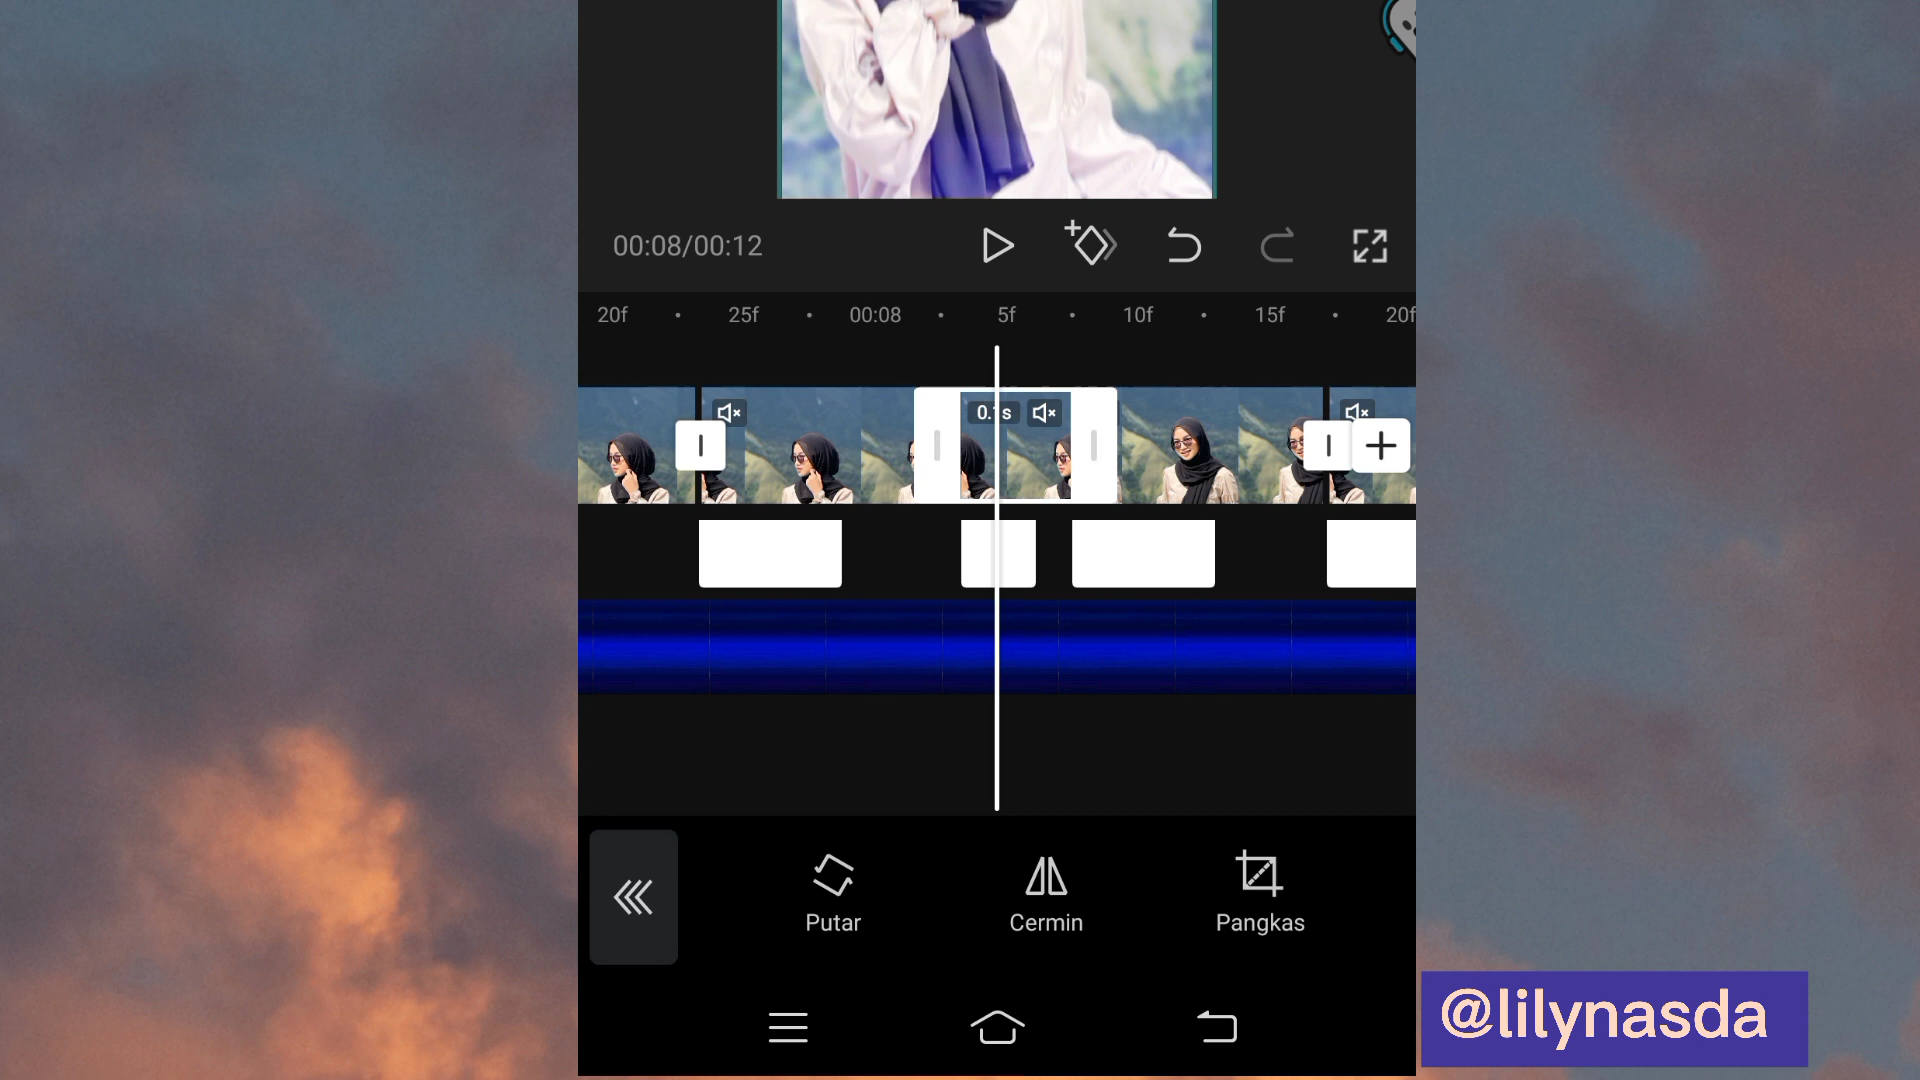 00:08/00:12
20f 25f 00:08 5f 10f 15f 20f
Putar
Cermin
Pangkas
@lilynasda